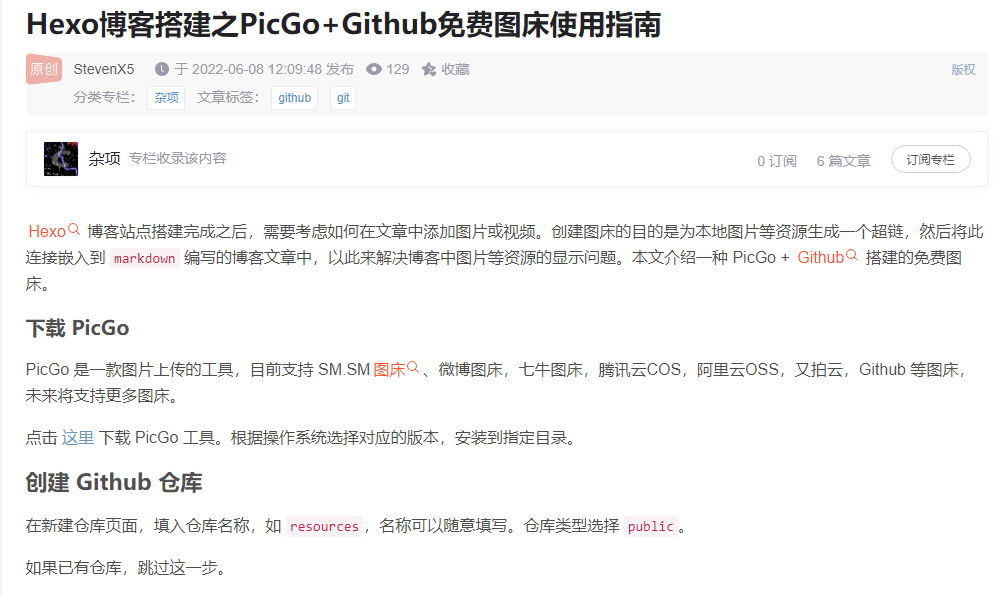 Hexo博客搭建之PicGo+Github免费图床使用指南
原创 StevenX5 于 2022-06-08 12:09:48 发布 129 收藏 版权
分类专栏： 杂项 文章标签： github git
杂项 专栏收录该内容 0 订阅 6 篇文章 订阅专栏
Hexo 博客站点搭建完成之后，需要考虑如何在文章中添加图片或视频。创建图床的目的是为本地图片等资源生成一个超链，然后将此
连接嵌入到 markdown 编写的博客文章中，以此来解决博客中图片等资源的显示问题。本文介绍一种 PicGo + Github 搭建的免费图
床。
下载 PicGo
PicGo 是一款图片上传的工具，目前支持 SM.SM 图床 、微博图床，七牛图床，腾讯云COS，阿里云OSS，又拍云，Github 等图床，
未来将支持更多图床。
点击 这里 下载 PicGo 工具。根据操作系统选择对应的版本，安装到指定目录。
创建 Github 仓库
在新建仓库页面，填入仓库名称，如 resources ，名称可以随意填写。仓库类型选择 public 。
如果已有仓库，跳过这一步。